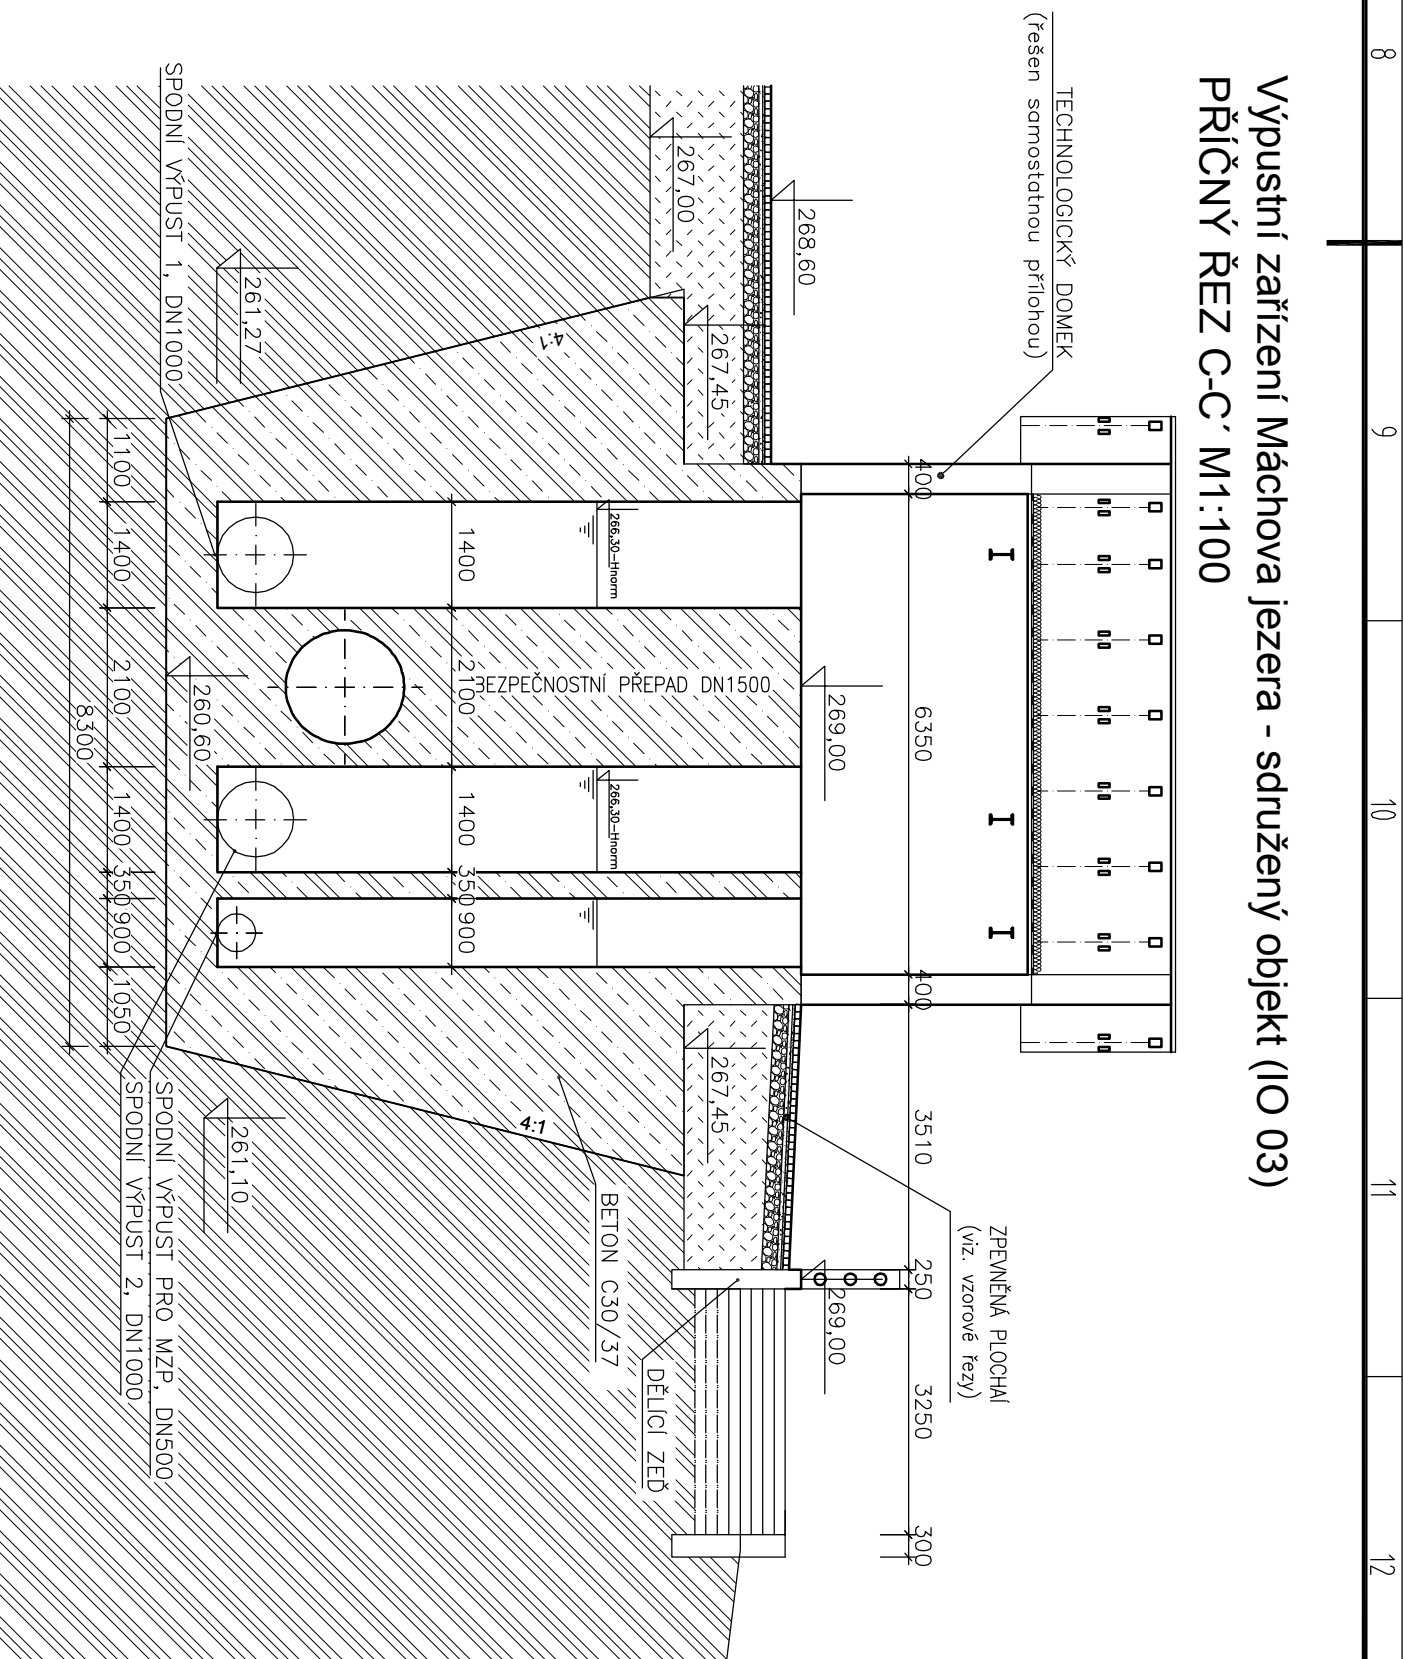 8
9
10
11
12
Výpustní zařízení Máchova jezera - sdružený objekt (IO 03)
PŘÍČNÝ ŘEZ C-C´ M1:100
TECHNOLOGICKÝ DOMEK
(řešen samostatnou přílohou)
ZPEVNĚNÁ PLOCHAÍ
(viz. vzorové řezy)
400
6350
400
3510
250
3250
300
268,60
269,00
269,00
267,00
267,45
267,45
4:1
4:1
266,30-Hnorm
266,30-Hnorm
BEZPEČNOSTNÍ PŘEPAD DN1500
DĚLÍCÍ ZEĎ
BETON C30/37
1400
2100
1400
350
900
261,27
260,60
261,10
SPODNÍ VÝPUST 1, DN1000
SPODNÍ VÝPUST PRO MZP, DN500
SPODNÍ VÝPUST 2, DN1000
1100
1400
2100
1400
350
900
1050
8300